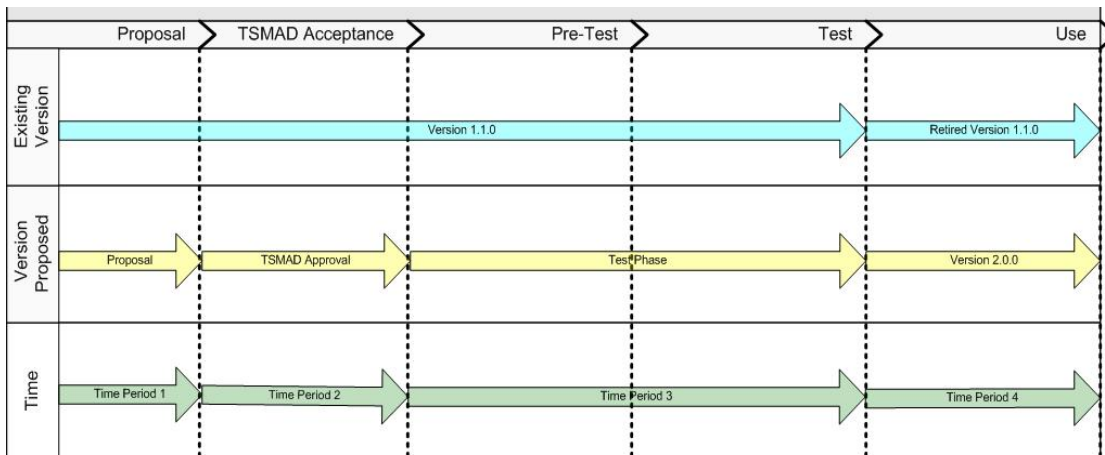 Proposal
TSMAD Acceptance
Pre-Test
Test
Use
Existing
Version
Version 1.1.0
Retired Version 1.1.0
Version
Proposed
Proposal
TSMAD Approval
Test Phase
Version 2.0.0
Time
Time Period 1
Time Period 2
Time Period 3
Time Period 4